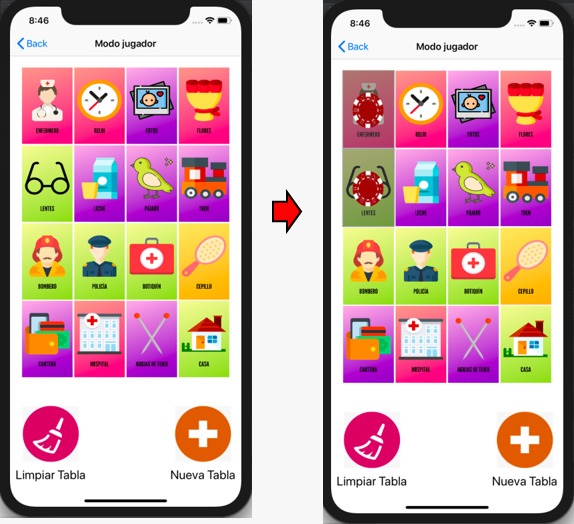 8:46
Back
Modo jugador
ENFERMERO
RELOJ
FOTOS
FLORES
LENTES
LECHE
PÁJARO
TREN
BOMBERO
POLICÍA
BOTIQUÍN
CEPILLO
CARTERA
HOSPITAL
AGUJAS DE TEJER
CASA
Limpiar Tabla
Nueva Tabla
8:46
Back
Modo jugador
ENFERMERO
RELOJ
FOTOS
FLORES
LENTES
LECHE
PÁJARO
TREN
BOMBERO
POLICÍA
BOTIQUÍN
CEPILLO
CARTERA
HOSPITAL
AGUJAS DE TEJER
CASA
Limpiar Tabla
Nueva Tabla